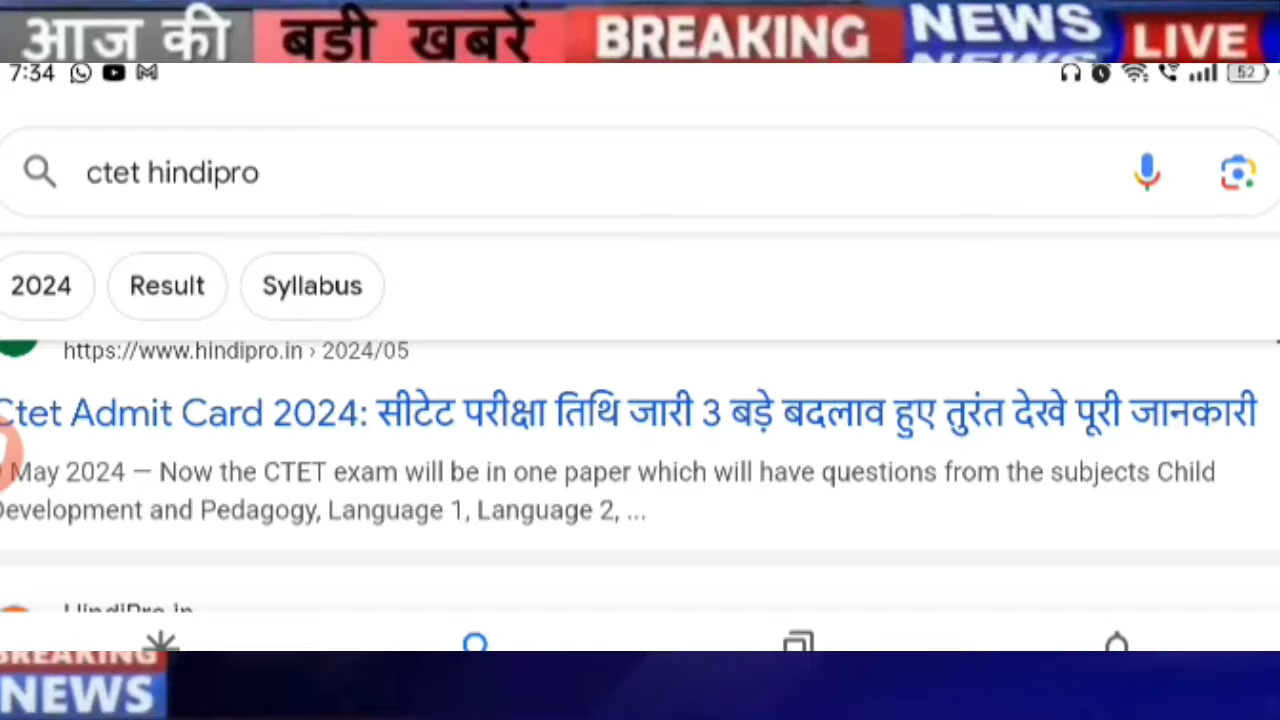 आज की बडी खबरें BREAKING NEWS LIVE
7:34 52
ctet hindipro
2024 Result Syllabus
https://www.hindipro.in › 2024/05
Ctet Admit Card 2024: सीटेट परीक्षा तिथि जारी 3 बड़े बदलाव हुए तुरंत देखे पूरी जानकारी
May 2024 — Now the CTET exam will be in one paper which will have questions from the subjects Child
Development and Pedagogy, Language 1, Language 2, ...
HindiPro.in
BREAKING
NEWS